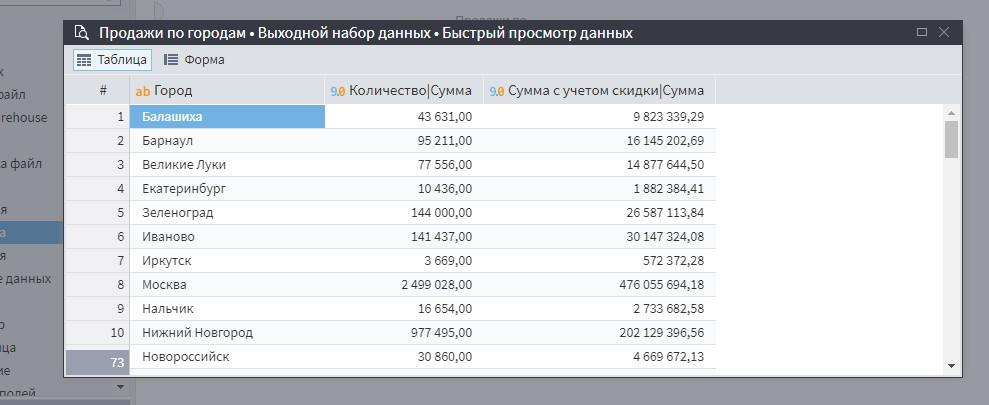 Продажи по городам • Выходной набор данных • Быстрый просмотр данных
Таблица Форма
# ab Город 9.0 Количество|Сумма 9.0 Сумма с учетом скидки|Сумма
1 Балашиха 43 631,00 9 823 339,29
2 Барнаул 95 211,00 16 145 202,69
3 Великие Луки 77 556,00 14 877 644,50
4 Екатеринбург 10 436,00 1 882 384,41
5 Зеленоград 144 000,00 26 587 113,84
6 Иваново 141 437,00 30 147 324,08
7 Иркутск 3 669,00 572 372,28
8 Москва 2 499 028,00 476 055 694,18
9 Нальчик 16 654,00 2 733 682,58
10 Нижний Новгород 977 495,00 202 129 396,56
73 Новороссийск 30 860,00 4 669 672,13
файл
rehouse
а файл
е данных
полей